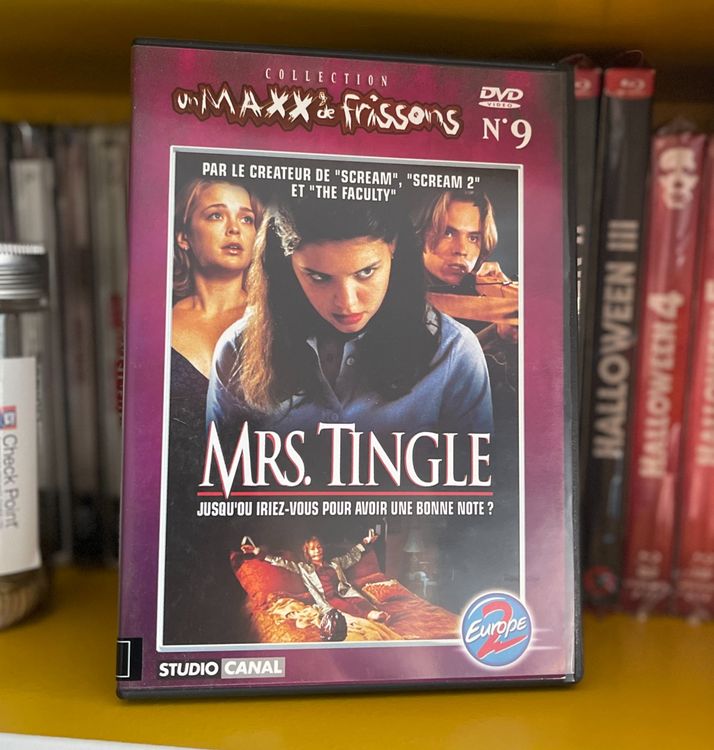 COLLECTION
un MAXX de frissons
DVD
VIDEO
N°9
PAR LE CREATEUR DE "SCREAM", "SCREAM 2"
ET "THE FACULTY"
MRS. TINGLE
JUSQU'OU IRIEZ-VOUS POUR AVOIR UNE BONNE NOTE ?
Europe 2
STUDIO CANAL
Check Point
HALLOWEEN III
HALLOWEEN 4